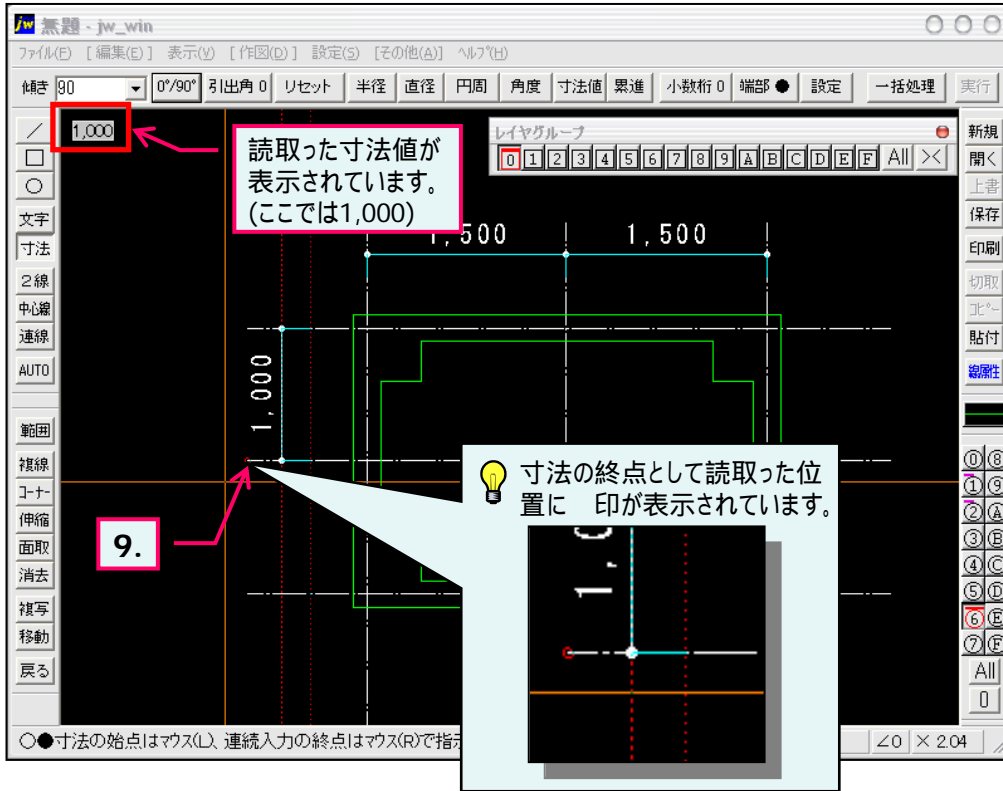 jw 無題 - jw_win
ファイル(F) [編集(E)] 表示(V) [作図(D)] 設定(S) [その他(A)] ヘルプ(H)
傾き 90 0°/90° 引出角 0 リセット 半径 直径 円周 角度 寸法値 累進 小数桁 0 端部 ● 設定 一括処理 実行
／
□
○
文字
寸法
2線
中心線
連線
AUTO
範囲
複線
コーナー
伸縮
面取
消去
複写
移動
戻る
1,000
読取った寸法値が
表示されています。
(ここでは1,000)
レイヤグループ
0 1 2 3 4 5 6 7 8 9 A B C D E F All ><
1,500 1,500
1,000
9.
寸法の終点として読取った位
置に 印が表示されています。
新規
開く
上書
保存
印刷
切取
コピー
貼付
線属性
0 8
1 9
2 A
3 B
4 C
5 D
6 E
7 F
All
0
○●寸法の始点はマウス(L)、連続入力の終点はマウス(R)で指示
∠0 × 2.04